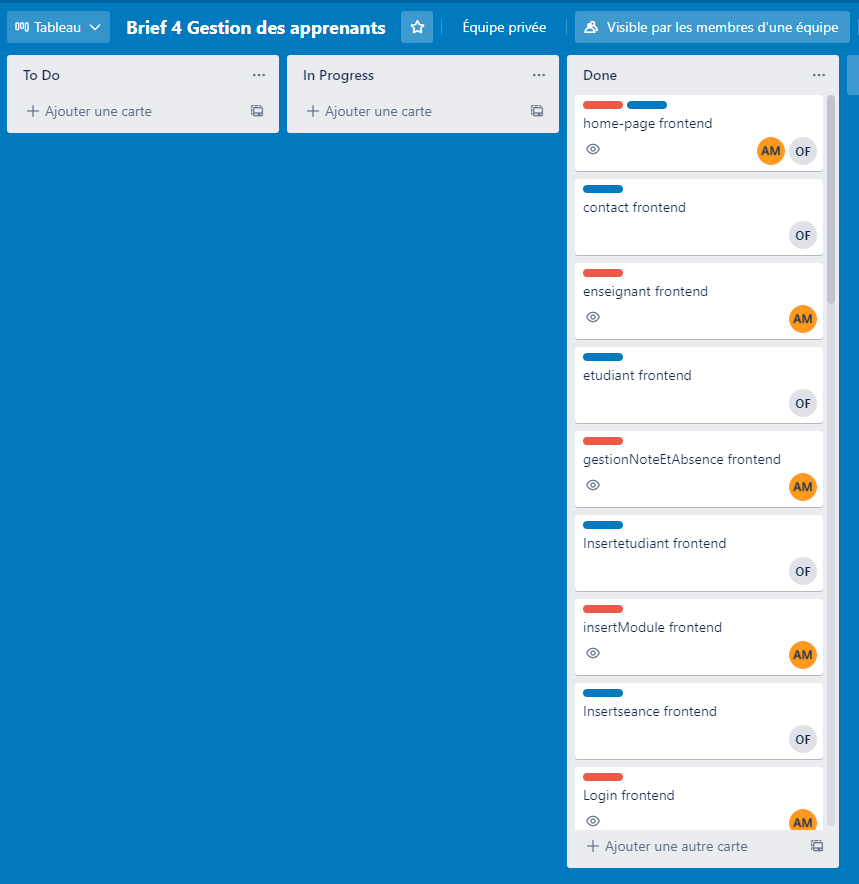 Tableau
Brief 4 Gestion des apprenants
Équipe privée
Visible par les membres d'une équipe
To Do
Ajouter une carte
In Progress
Ajouter une carte
Done
home-page frontend
AM OF
contact frontend
OF
enseignant frontend
AM
etudiant frontend
OF
gestionNoteEtAbsence frontend
AM
Insertetudiant frontend
OF
insertModule frontend
AM
Insertseance frontend
OF
Login frontend
AM
Ajouter une autre carte